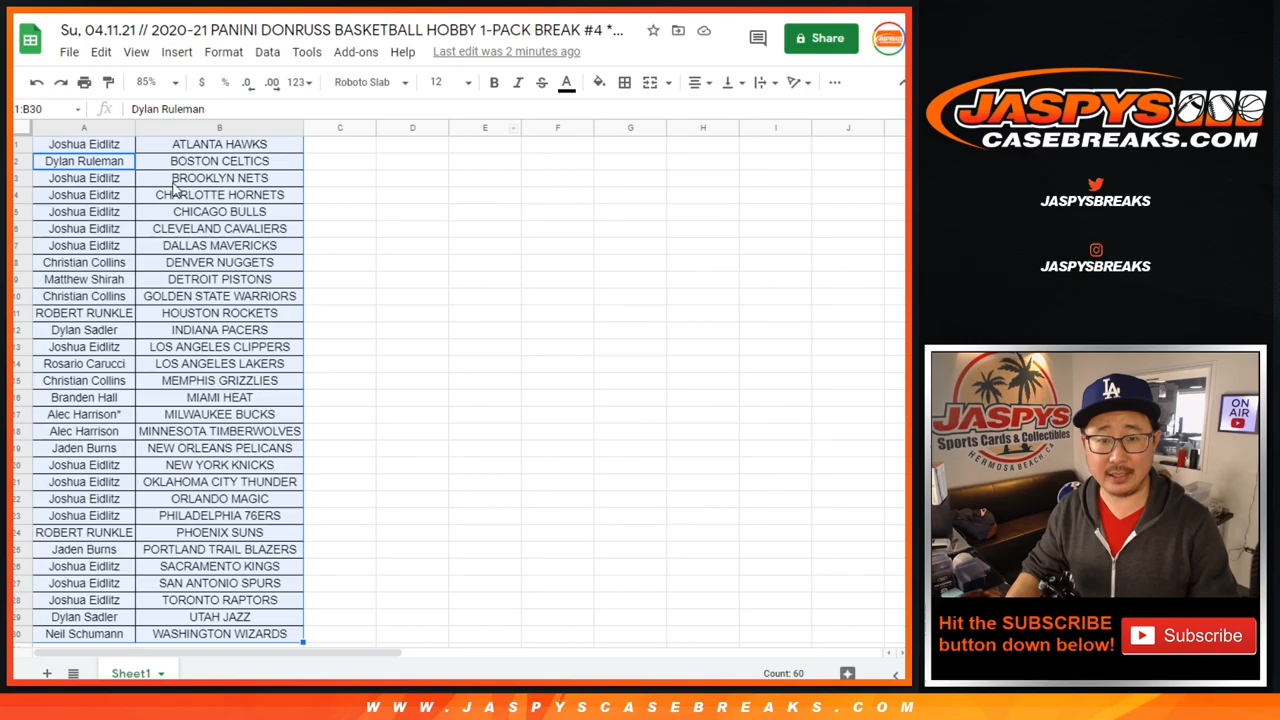 Su, 04.11.21 // 2020-21 PANINI DONRUSS BASKETBALL HOBBY 1-PACK BREAK #4 *...
Share
File Edit View Format Data Tools Add-ons Help Last edit was 2 minutes ago
85% $ % .0 .00 123 Roboto Slab 12 B I S A
1:B30 fx Dylan Ruleman
A B C D E F G H I J
1 Joshua Eidlitz ATLANTA HAWKS
2 Dylan Ruleman BOSTON CELTICS
3 Joshua Eidlitz BROOKLYN NETS
4 Joshua Eidlitz CHARLOTTE HORNETS
5 Joshua Eidlitz CHICAGO BULLS
6 Joshua Eidlitz CLEVELAND CAVALIERS
7 Joshua Eidlitz DALLAS MAVERICKS
8 Christian Collins DENVER NUGGETS
9 Matthew Shirah DETROIT PISTONS
10 Christian Collins GOLDEN STATE WARRIORS
11 ROBERT RUNKLE HOUSTON ROCKETS
12 Dylan Sadler INDIANA PACERS
13 Joshua Eidlitz LOS ANGELES CLIPPERS
14 Rosario Carucci LOS ANGELES LAKERS
15 Christian Collins MEMPHIS GRIZZLIES
16 Branden Hall MIAMI HEAT
17 Alec Harrison* MILWAUKEE BUCKS
18 Alec Harrison MINNESOTA TIMBERWOLVES
19 Jaden Burns NEW ORLEANS PELICANS
20 Joshua Eidlitz NEW YORK KNICKS
21 Joshua Eidlitz OKLAHOMA CITY THUNDER
22 Joshua Eidlitz ORLANDO MAGIC
23 Joshua Eidlitz PHILADELPHIA 76ERS
24 ROBERT RUNKLE PHOENIX SUNS
25 Jaden Burns PORTLAND TRAIL BLAZERS
26 Joshua Eidlitz SACRAMENTO KINGS
27 Joshua Eidlitz SAN ANTONIO SPURS
28 Joshua Eidlitz TORONTO RAPTORS
29 Dylan Sadler UTAH JAZZ
30 Neil Schumann WASHINGTON WIZARDS
Sheet1 Count: 60
JASPYS
CASEBREAKS.COM
JASPYSBREAKS
JASPYSBREAKS
JASPYS
Sports Cards & Collectibles
HERMOSA BEACH, CA
LA
ON
AIR
Hit the SUBSCRIBE
button down below!
Subscribe
WWW.JASPYSCASEBREAKS.COM